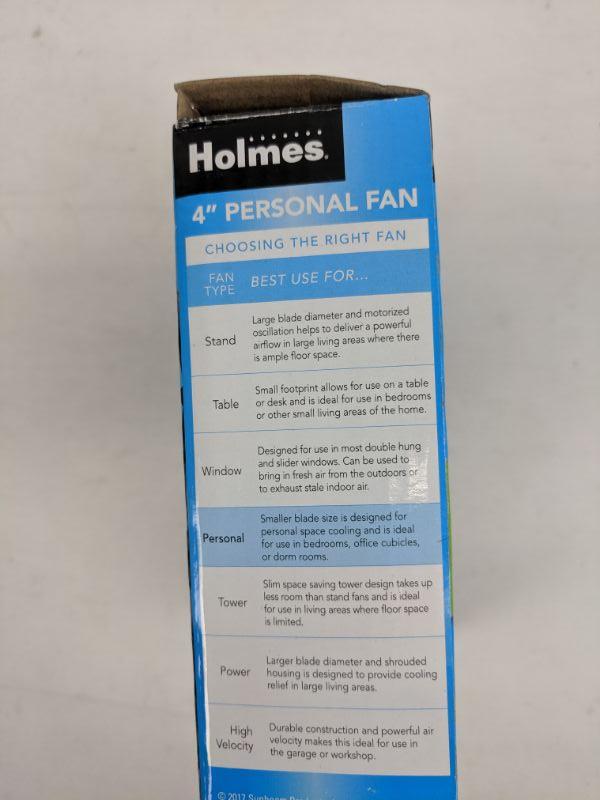 Holmes
4" PERSONAL FAN
CHOOSING THE RIGHT FAN
FAN TYPE BEST USE FOR...
Stand
Large blade diameter and motorized
oscillation helps to deliver a powerful
airflow in large living areas where there
is ample floor space.
Table
Small footprint allows for use on a table
or desk and is ideal for use in bedrooms
or other small living areas of the home.
Window
Designed for use in most double hung
and slider windows. Can be used to
bring in fresh air from the outdoors or
to exhaust stale indoor air.
Personal
Smaller blade size is designed for
personal space cooling and is ideal
for use in bedrooms, office cubicles,
or dorm rooms.
Tower
Slim space saving tower design takes up
less room than stand fans and is ideal
for use in living areas where floor space
is limited.
Power
Larger blade diameter and shrouded
housing is designed to provide cooling
relief in large living areas.
High
Velocity
Durable construction and powerful air
velocity makes this ideal for use in
the garage or workshop.
© 2017 Sunbeam